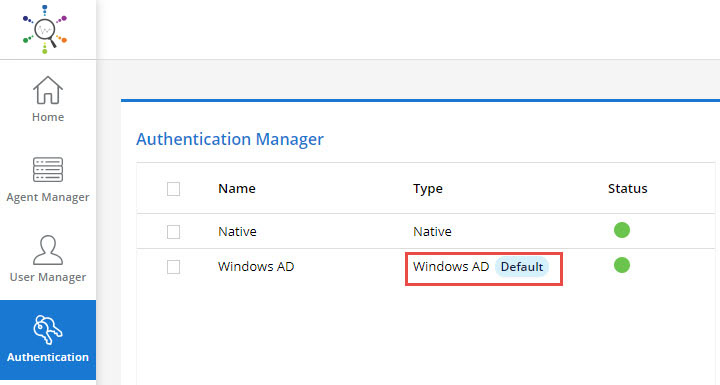 Home
Agent Manager
User Manager
Authentication
Authentication Manager
Name Type Status
Native Native
Windows AD Windows AD Default